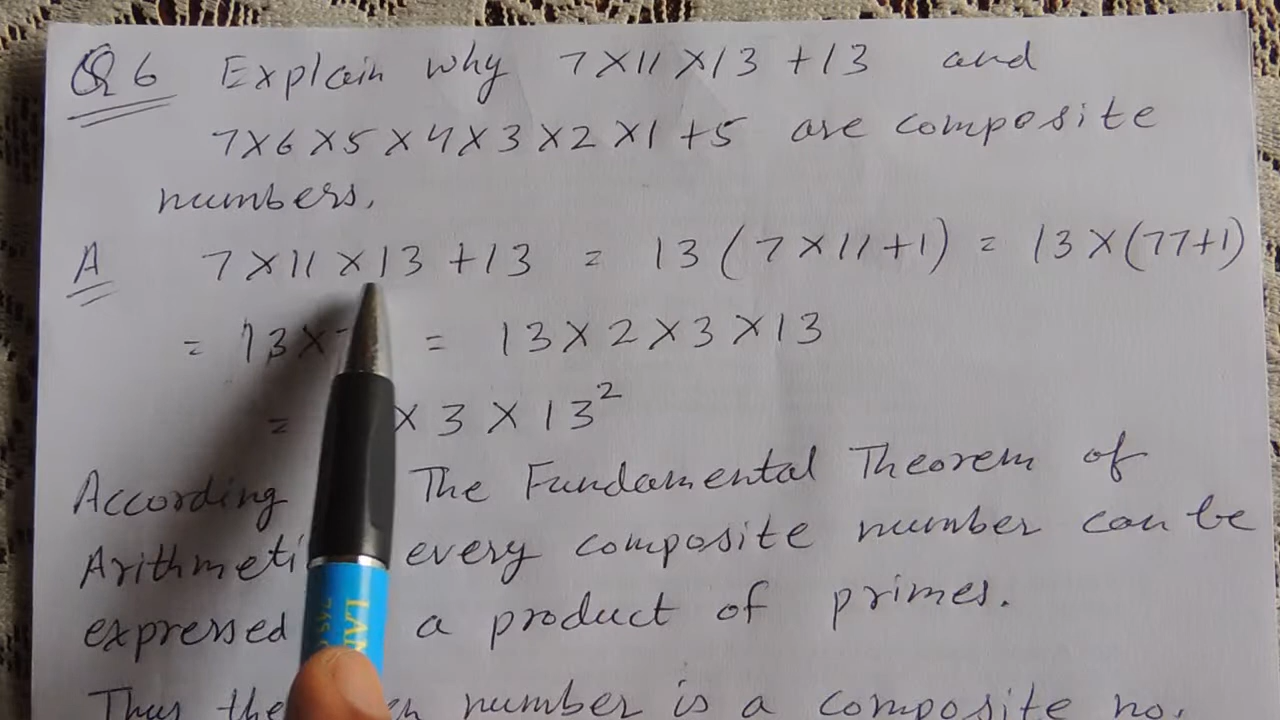 Q6 Explain why 7×11×13+13 and
7×6×5×4×3×2×1+5 are composite
numbers.
A 7×11×13+13 = 13(7×11+1) = 13×(77+1)
= 13× = 13×2×3×13
= ×3×13²
According The Fundamental Theorem of
Arithmeti every composite number can be
expressed a product of primes.
Thus the number is a composite no.